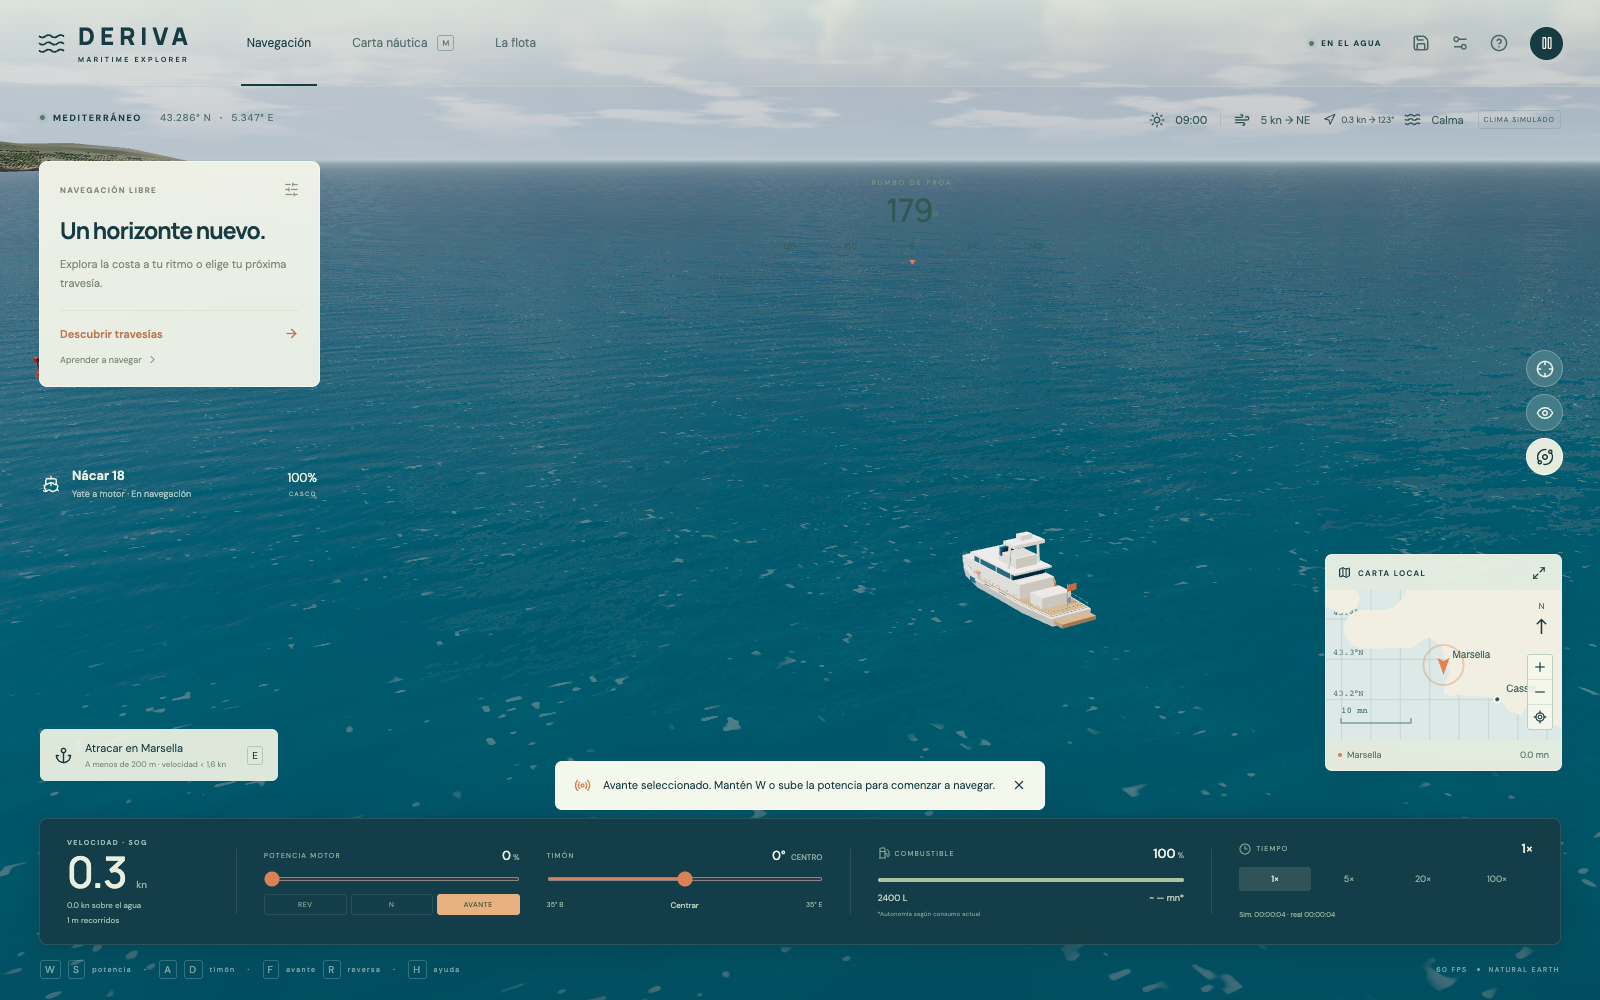 DERIVA
MARITIME EXPLORER
Navegación
Carta náutica M
La flota
EN EL AGUA
MEDITERRÁNEO 43.286° N · 5.347° E
09:00 5 kn → NE 0.3 kn → 123° Calma CLIMA SIMULADO
NAVEGACIÓN LIBRE
Un horizonte nuevo.
Explora la costa a tu ritmo o elige tu próxima
travesía.
Descubrir travesías
Aprender a navegar
RUMBO DE PROA
179°
Nácar 18 100%
Yate a motor · En navegación CASCO
CARTA LOCAL
N
43.3°N
Marsella
43.2°N
Cass
10 mn
Marsella 0.0 mn
Atracar en Marsella E
A menos de 200 m · velocidad < 1,6 kn
Avante seleccionado. Mantén W o sube la potencia para comenzar a navegar.
VELOCIDAD · SOG
0.3 kn
0.0 kn sobre el agua
1 m recorridos
POTENCIA MOTOR 0 %
REV N AVANTE
TIMÓN 0° CENTRO
35° B Centrar 35° E
COMBUSTIBLE 100 %
2400 L ~ — mn*
*Autonomía según consumo actual
TIEMPO 1×
1× 5× 20× 100×
Sim. 00:00:04 · real 00:00:04
W S potencia · A D timón · F avante R reversa · H ayuda
60 FPS • NATURAL EARTH